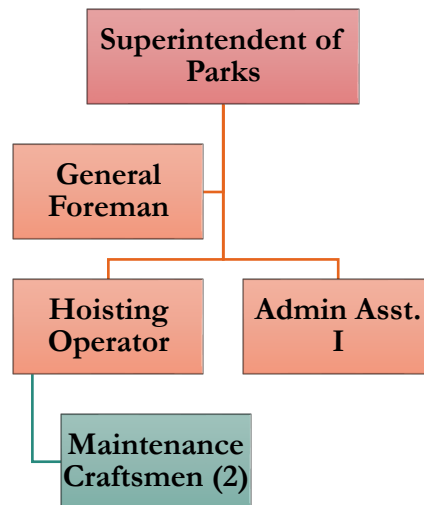 Superintendent of
Parks
General
Foreman
Hoisting
Operator
Admin Asst.
I
Maintenance
Craftsmen (2)